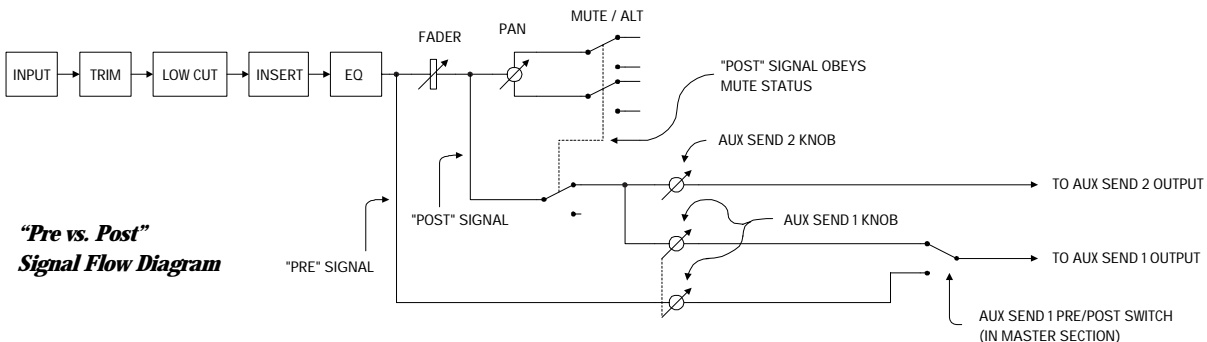 MUTE / ALT
FADER
PAN
INPUT
TRIM
LOW CUT
INSERT
EQ
"POST" SIGNAL OBEYS
MUTE STATUS
AUX SEND 2 KNOB
TO AUX SEND 2 OUTPUT
"POST" SIGNAL
AUX SEND 1 KNOB
"Pre vs. Post"
Signal Flow Diagram
"PRE" SIGNAL
TO AUX SEND 1 OUTPUT
AUX SEND 1 PRE/POST SWITCH
(IN MASTER SECTION)